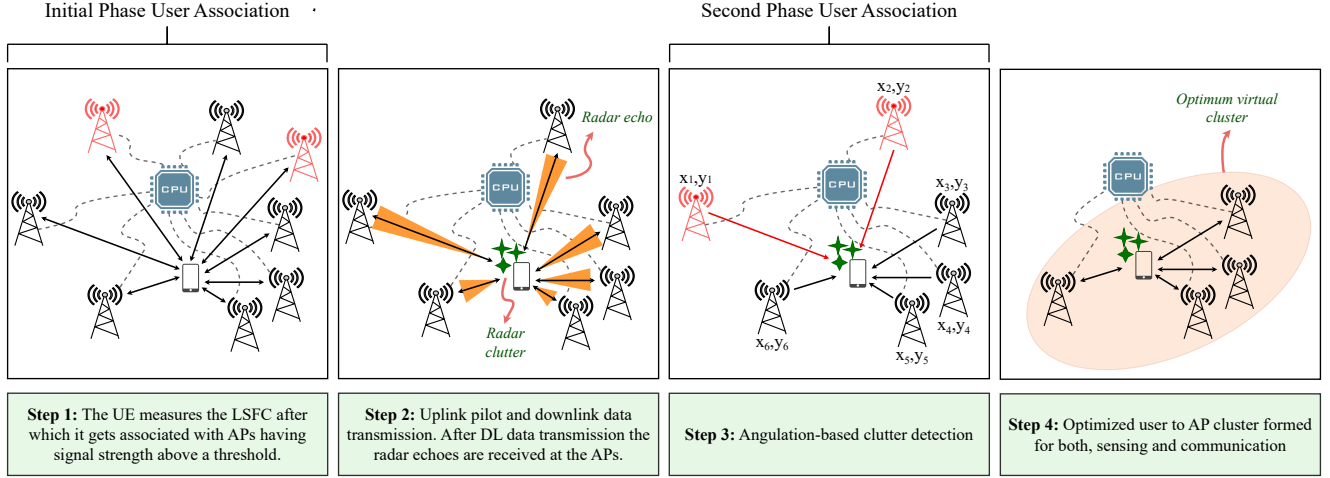 Initial Phase User Association
Second Phase User Association
CPU
Radar echo
CPU
Radar
clutter
x2,y2
x1,y1
CPU
x3,y3
x4,y4
x5,y5
x6,y6
Optimum virtual
cluster
CPU
Step 1: The UE measures the LSFC after
which it gets associated with APs having
signal strength above a threshold.
Step 2: Uplink pilot and downlink data
transmission. After DL data transmission the
radar echoes are received at the APs.
Step 3: Angulation-based clutter detection
Step 4: Optimized user to AP cluster formed
for both, sensing and communication